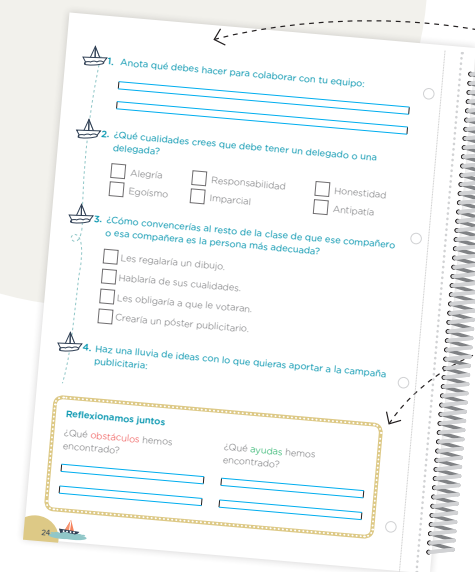 1. Anota qué debes hacer para colaborar con tu equipo:
2. ¿Qué cualidades crees que debe tener un delegado o una
delegada?
Alegría
Responsabilidad
Honestidad
Egoísmo
Imparcial
Antipatía
3. ¿Cómo convencerías al resto de la clase de que ese compañero
o esa compañera es la persona más adecuada?
Les regalaría un dibujo.
Hablaría de sus cualidades.
Les obligaría a que le votaran.
Crearía un póster publicitario.
4. Haz una lluvia de ideas con lo que quieras aportar a la campaña
publicitaria:
Reflexionamos juntos
¿Qué obstáculos hemos
encontrado?
¿Qué ayudas hemos
encontrado?
24